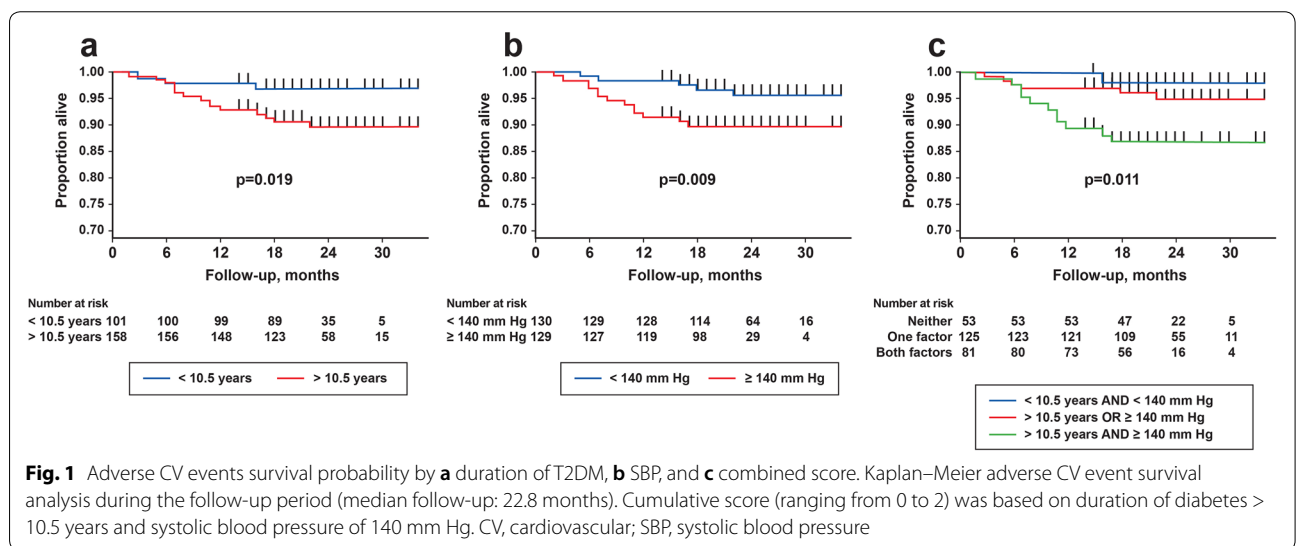 a
1.00
0.95
0.90
0.85
0.80
0.75
0.70
Proportion alive
p=0.019
0 6 12 18 24 30
Follow-up, months
Number at risk
< 10.5 years 101 100 99 89 35 5
> 10.5 years 158 156 148 123 58 15
< 10.5 years > 10.5 years
b
1.00
0.95
0.90
0.85
0.80
0.75
0.70
Proportion alive
p=0.009
0 6 12 18 24 30
Follow-up, months
Number at risk
< 140 mm Hg 130 129 128 114 64 16
≥ 140 mm Hg 129 127 119 98 29 4
< 140 mm Hg ≥ 140 mm Hg
c
1.00
0.95
0.90
0.85
0.80
0.75
0.70
Proportion alive
p=0.011
0 6 12 18 24 30
Follow-up, months
Number at risk
Neither 53 53 53 47 22 5
One factor 125 123 121 109 55 11
Both factors 81 80 73 56 16 4
< 10.5 years AND < 140 mm Hg
> 10.5 years OR ≥ 140 mm Hg
> 10.5 years AND ≥ 140 mm Hg
Fig. 1 Adverse CV events survival probability by a duration of T2DM, b SBP, and c combined score. Kaplan–Meier adverse CV event survival
analysis during the follow-up period (median follow-up: 22.8 months). Cumulative score (ranging from 0 to 2) was based on duration of diabetes >
10.5 years and systolic blood pressure of 140 mm Hg. CV, cardiovascular; SBP, systolic blood pressure